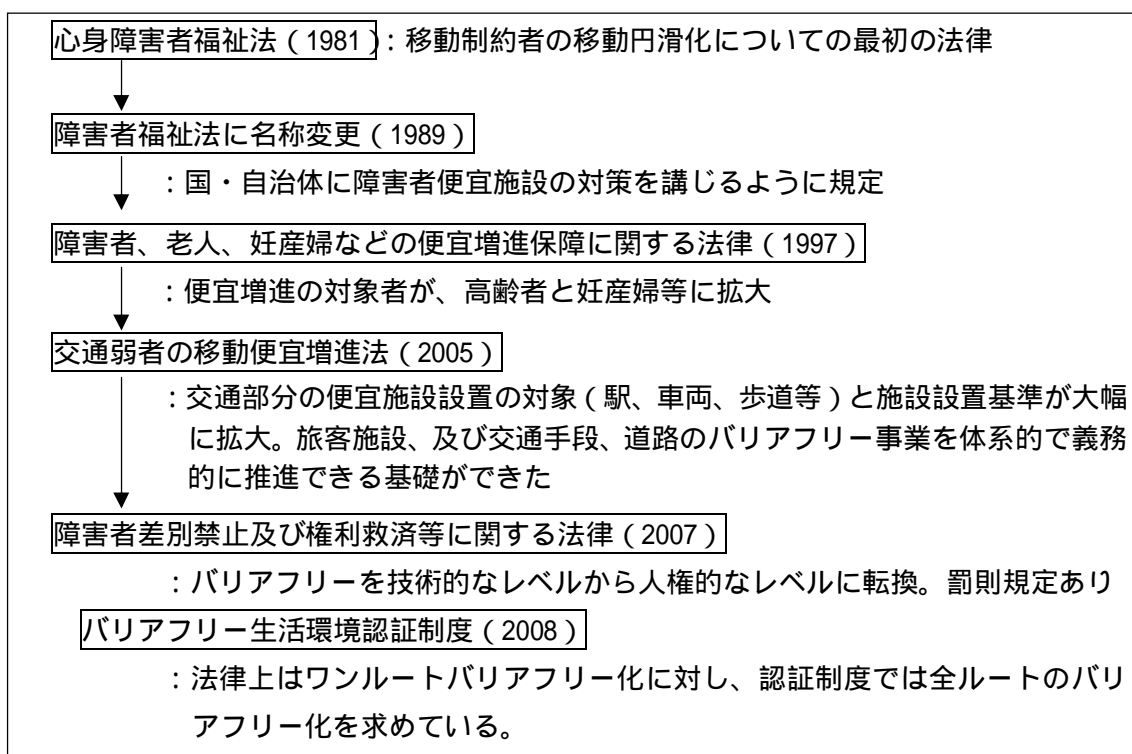 心身障害者福祉法（1981）：移動制約者の移動円滑化についての最初の法律
障害者福祉法に名称変更（1989）
：国・自治体に障害者便宜施設の対策を講じるように規定
障害者、老人、妊産婦などの便宜増進保障に関する法律（1997）
：便宜増進の対象者が、高齢者と妊産婦等に拡大
交通弱者の移動便宜増進法（2005）
：交通部分の便宜施設設置の対象（駅、車両、歩道等）と施設設置基準が大幅
に拡大。旅客施設、及び交通手段、道路のバリアフリー事業を体系的で義務
的に推進できる基礎ができた
障害者差別禁止及び権利救済等に関する法律（2007）
：バリアフリーを技術的なレベルから人権的なレベルに転換。罰則規定あり
バリアフリー生活環境認証制度（2008）
：法律上はワンルートバリアフリー化に対し、認証制度では全ルートのバリ
アフリー化を求めている。